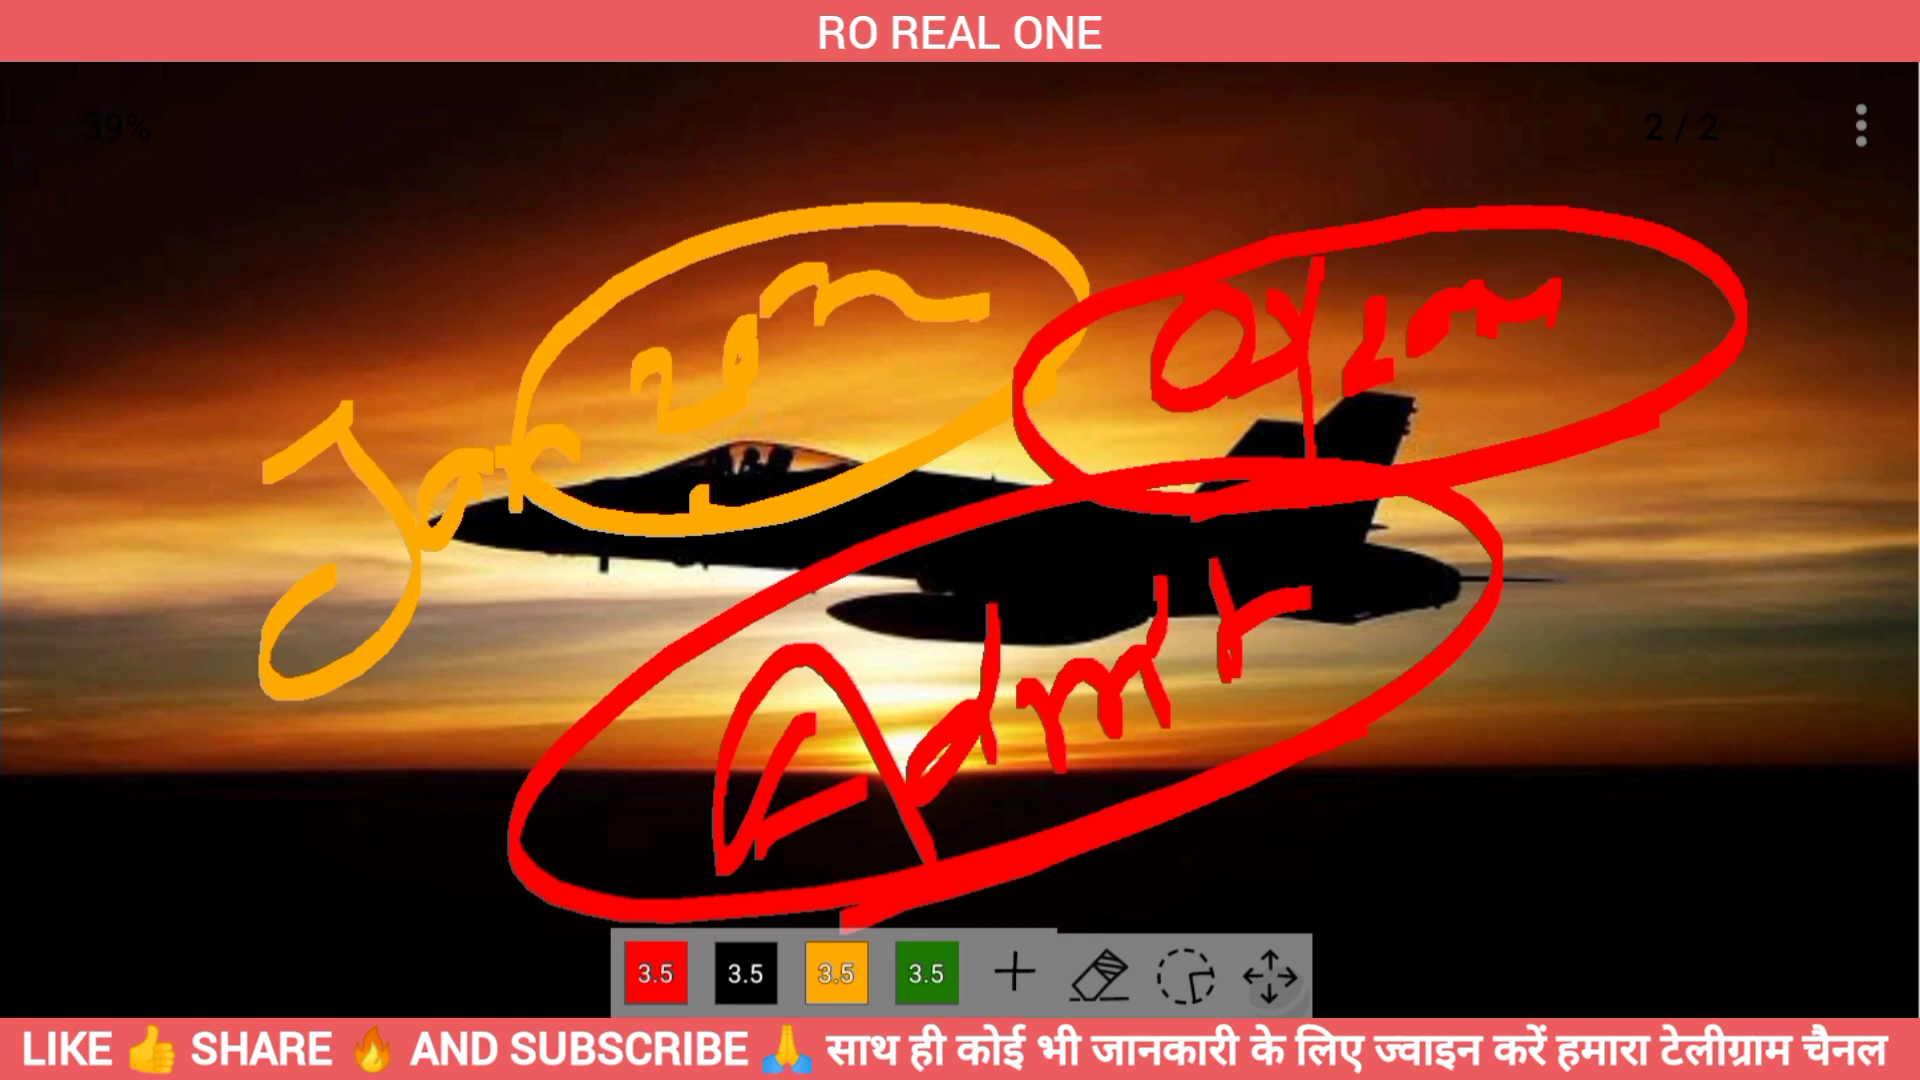 RO REAL ONE
39%
2 / 2
Admit
3.5 3.5 3.5 3.5
LIKE 👍 SHARE 🔥 AND SUBSCRIBE 🙏 साथ ही कोई भी जानकारी के लिए ज्वाइन करें हमारा टेलीग्राम चैनल